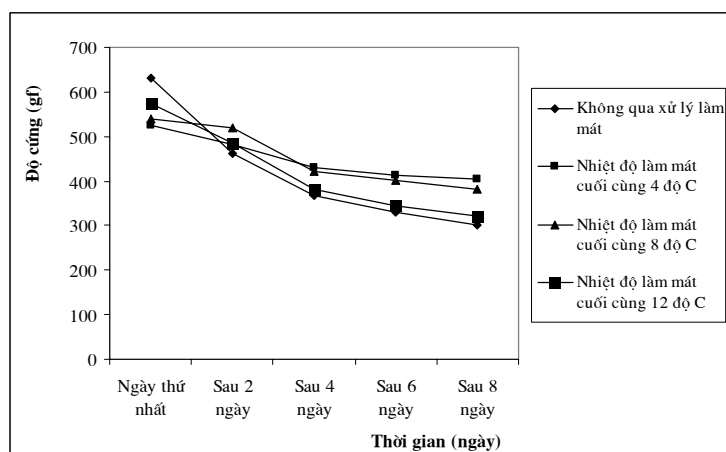 700
600
500
400
300
200
100
0
Độ cứng (gf)
Ngày thứ
nhất
Sau 2
ngày
Sau 4
ngày
Sau 6
ngày
Sau 8
ngày
Thời gian (ngày)
Không qua xử lý làm
mát
Nhiệt độ làm mát
cuối cùng 4 độ C
Nhiệt độ làm mát
cuối cùng 8 độ C
Nhiệt độ làm mát
cuối cùng 12 độ C